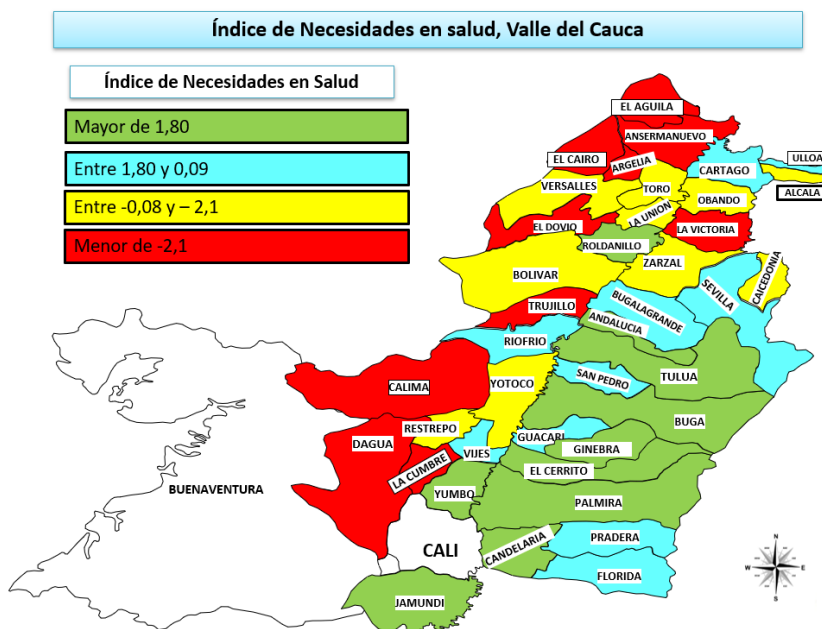 Índice de Necesidades en salud, Valle del Cauca
Índice de Necesidades en Salud
Mayor de 1,80
Entre 1,80 y 0,09
Entre -0,08 y – 2,1
Menor de -2,1
EL AGUILA
ANSERMANUEVO
EL CAIRO
ARGELIA
CARTAGO
ULLOA
ALCALA
VERSALLES
TORO
OBANDO
LA UNION
EL DOVIO
LA VICTORIA
ROLDANILLO
ZARZAL
CAICEDONIA
BOLIVAR
SEVILLA
BUGALAGRANDE
TRUJILLO
ANDALUCIA
RIOFRIO
SAN PEDRO
TULUA
CALIMA
YOTOCO
BUGA
RESTREPO
DAGUA
GUACARI
GINEBRA
VIJES
LA CUMBRE
EL CERRITO
BUENAVENTURA
YUMBO
PALMIRA
CALI
CANDELARIA
PRADERA
FLORIDA
JAMUNDI
N
W
E
S